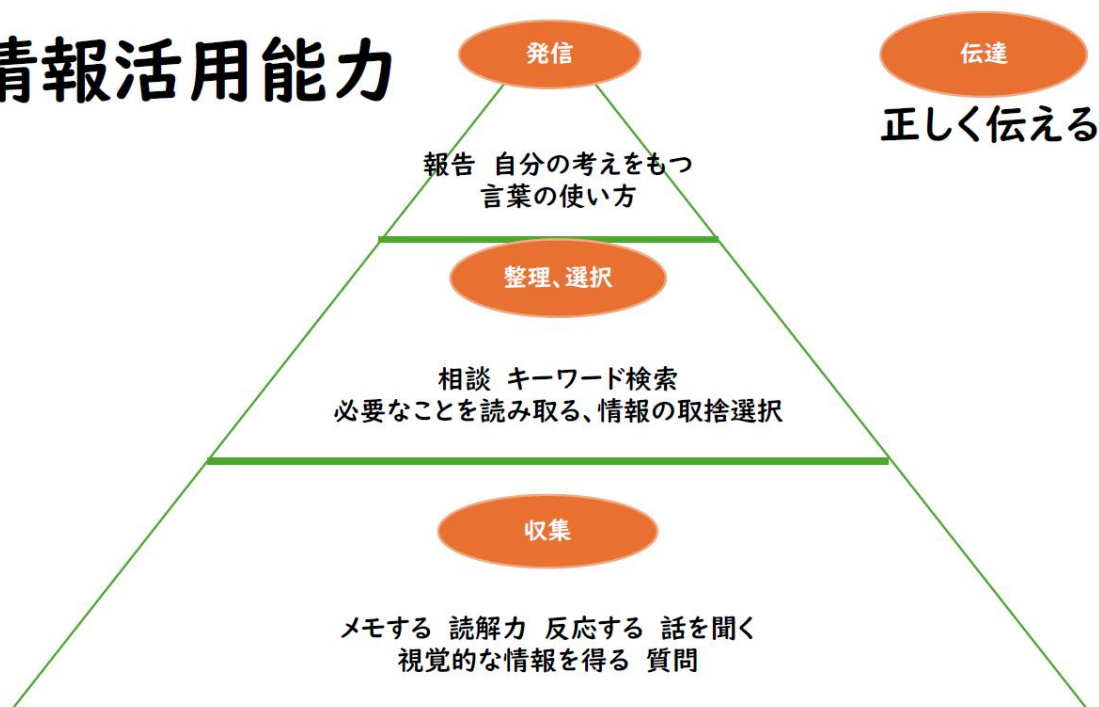 情報活用能力
発信
伝達
正しく伝える
報告 自分の考えをもつ
言葉の使い方
整理、選択
相談 キーワード検索
必要なことを読み取る、情報の取捨選択
収集
メモする 読解力 反応する 話を聞く
視覚的な情報を得る 質問